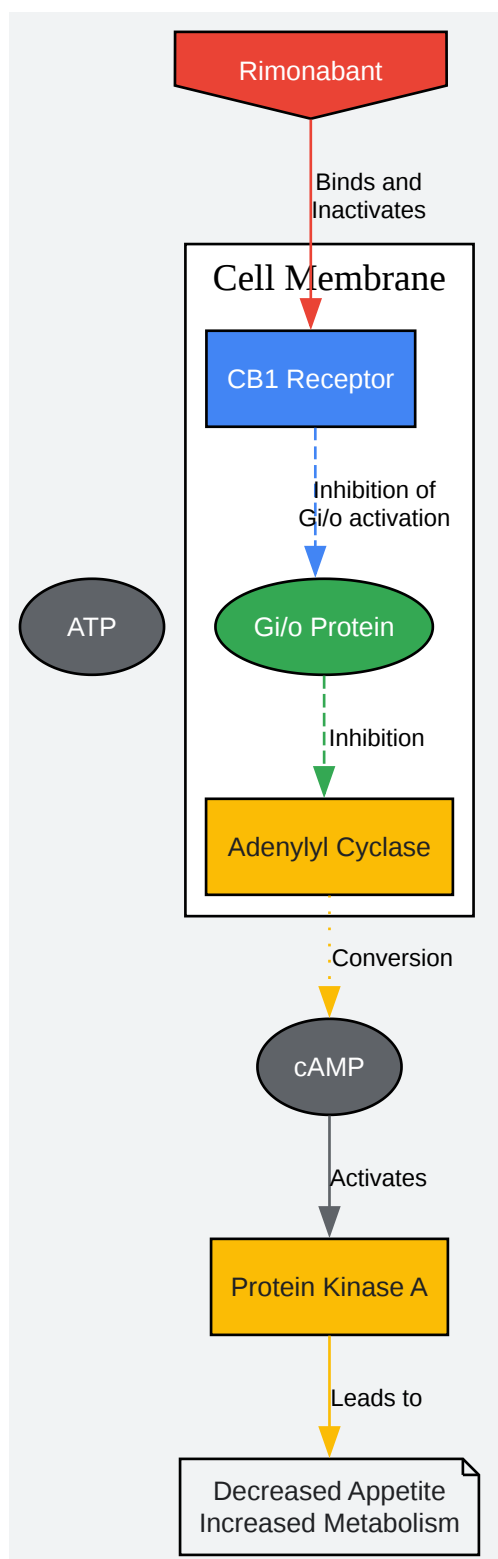 Rimonabant
Binds and
Inactivates
Cell Membrane
CB1 Receptor
Inhibition of
Gi/o activation
ATP
Gi/o Protein
Inhibition
Adenylyl Cyclase
Conversion
cAMP
Activates
Protein Kinase A
Leads to
Decreased Appetite
Increased Metabolism